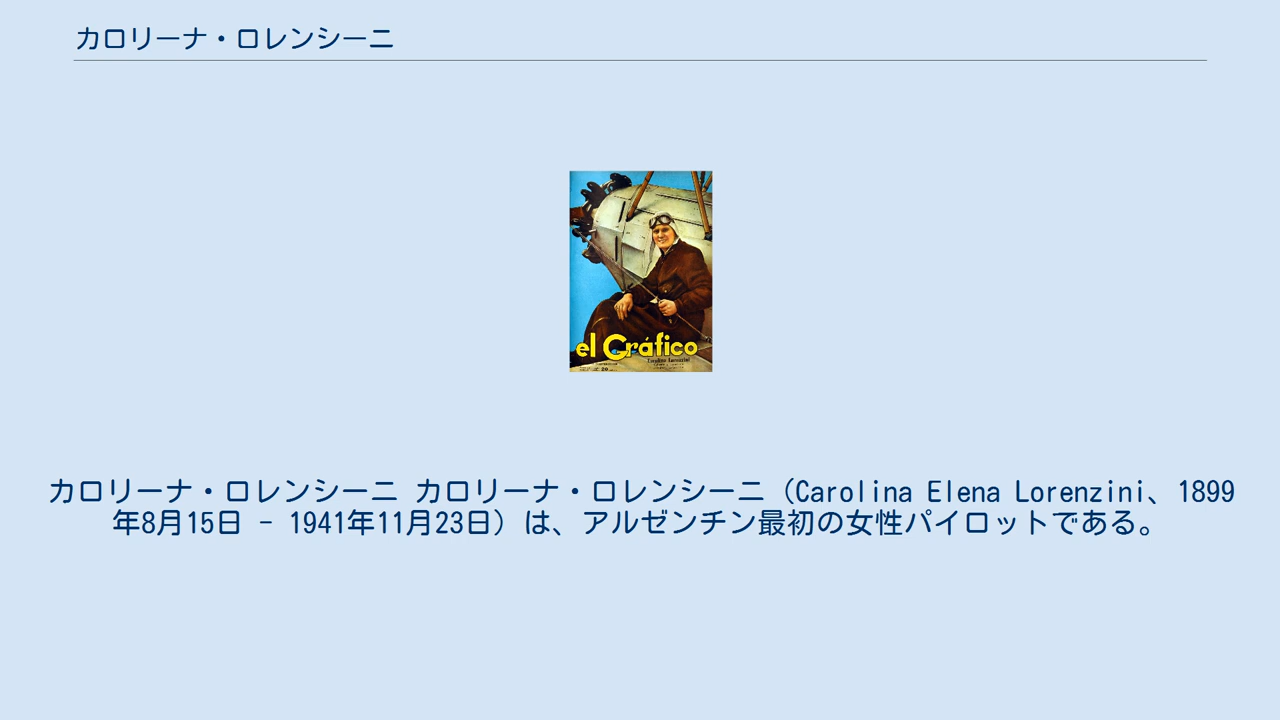 カロリーナ・ロレンシーニ
el Gráfico
Carolina Lorenzini
20
カロリーナ・ロレンシーニ カロリーナ・ロレンシーニ（Carolina Elena Lorenzini、1899
年8月15日 - 1941年11月23日）は、アルゼンチン最初の女性パイロットである。